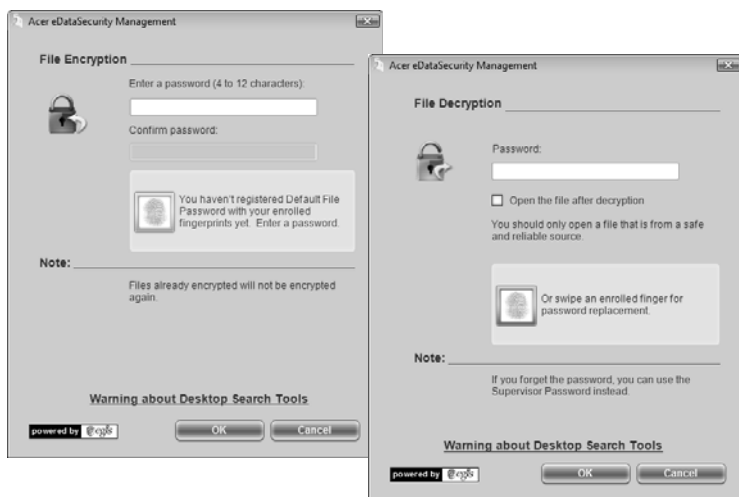 Acer eDataSecurity Management
File Encryption
Enter a password (4 to 12 characters):
Confirm password:
You haven't registered Default File
Password with your enrolled
fingerprints yet. Enter a password.
Note:
Files already encrypted will not be encrypted
again.
Warning about Desktop Search Tools
powered by egis
OK
Cancel
Acer eDataSecurity Management
File Decryption
Password:
Open the file after decryption
You should only open a file that is from a safe
and reliable source.
Or swipe an enrolled finger for
password replacement.
Note:
If you forget the password, you can use the
Supervisor Password instead.
Warning about Desktop Search Tools
powered by egis
OK
Cancel